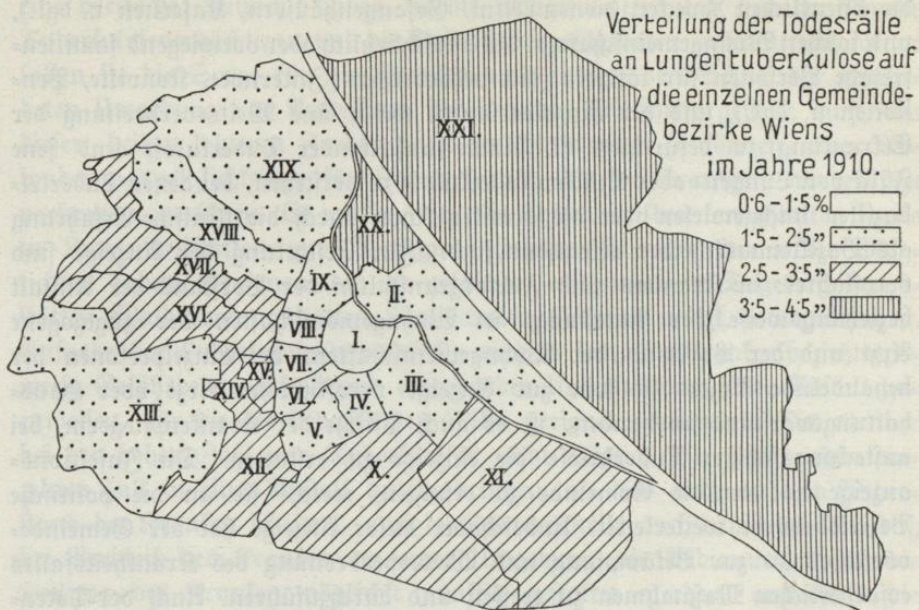 Verteilung der Todesfälle
an Lungentuberkulose auf
die einzelnen Gemeinde-
bezirke Wiens
im Jahre 1910.
0·6-1·5%
1·5-2·5"
2·5-3·5"
3·5-4·5"
XXI.
XIX.
XX.
XVIII.
XVII.
IX.
II.
XVI.
VIII.
I.
XV.
VII.
III.
XIV.
VI.
IV.
XIII.
V.
XII.
X.
XI.